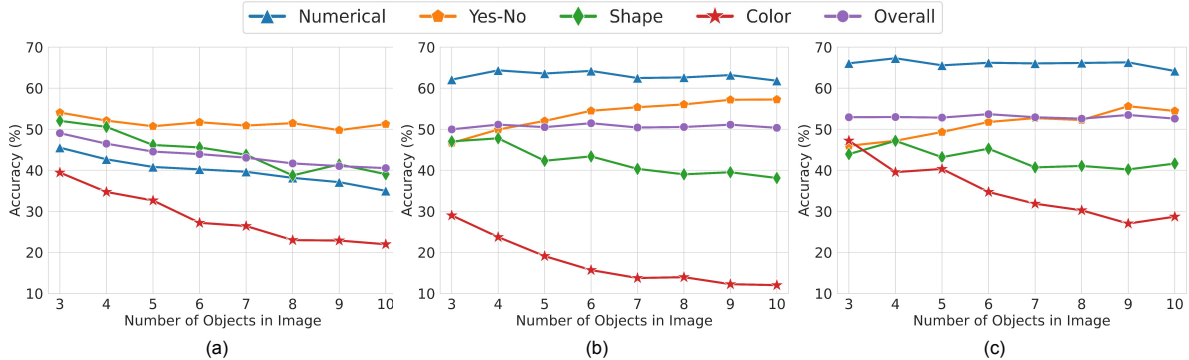 Numerical Yes-No Shape Color Overall
70
60
50
40
30
20
10
Accuracy (%)
3 4 5 6 7 8 9 10
Number of Objects in Image
(a)
70
60
50
40
30
20
10
Accuracy (%)
3 4 5 6 7 8 9 10
Number of Objects in Image
(b)
70
60
50
40
30
20
10
Accuracy (%)
3 4 5 6 7 8 9 10
Number of Objects in Image
(c)